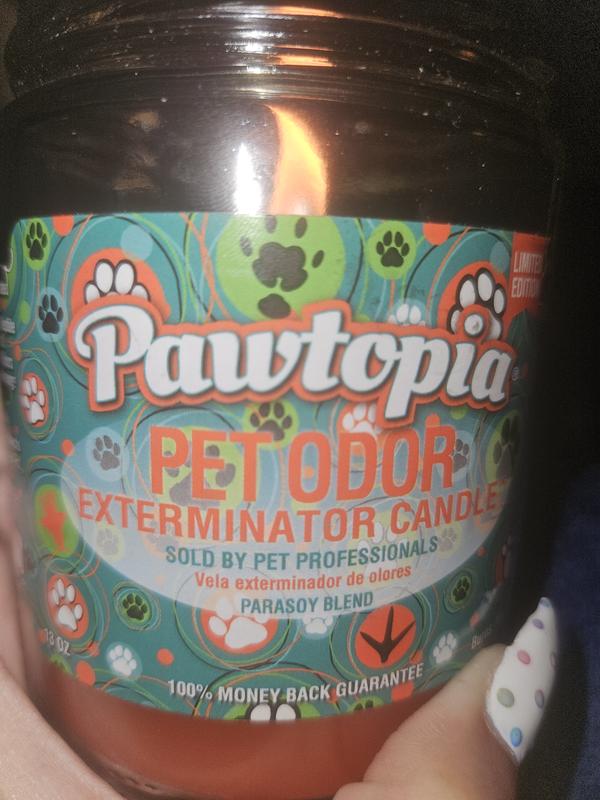 LIMITED
EDITION
Pawtopia
PET ODOR
EXTERMINATOR CANDLE
SOLD BY PET PROFESSIONALS
Vela exterminador de olores
PARASOY BLEND
13 OZ
100% MONEY BACK GUARANTEE